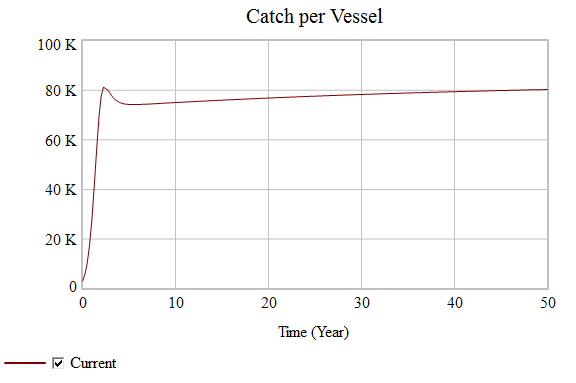 Catch per Vessel
100 K
80 K
60 K
40 K
20 K
0
0 10 20 30 40 50
Time (Year)
Current